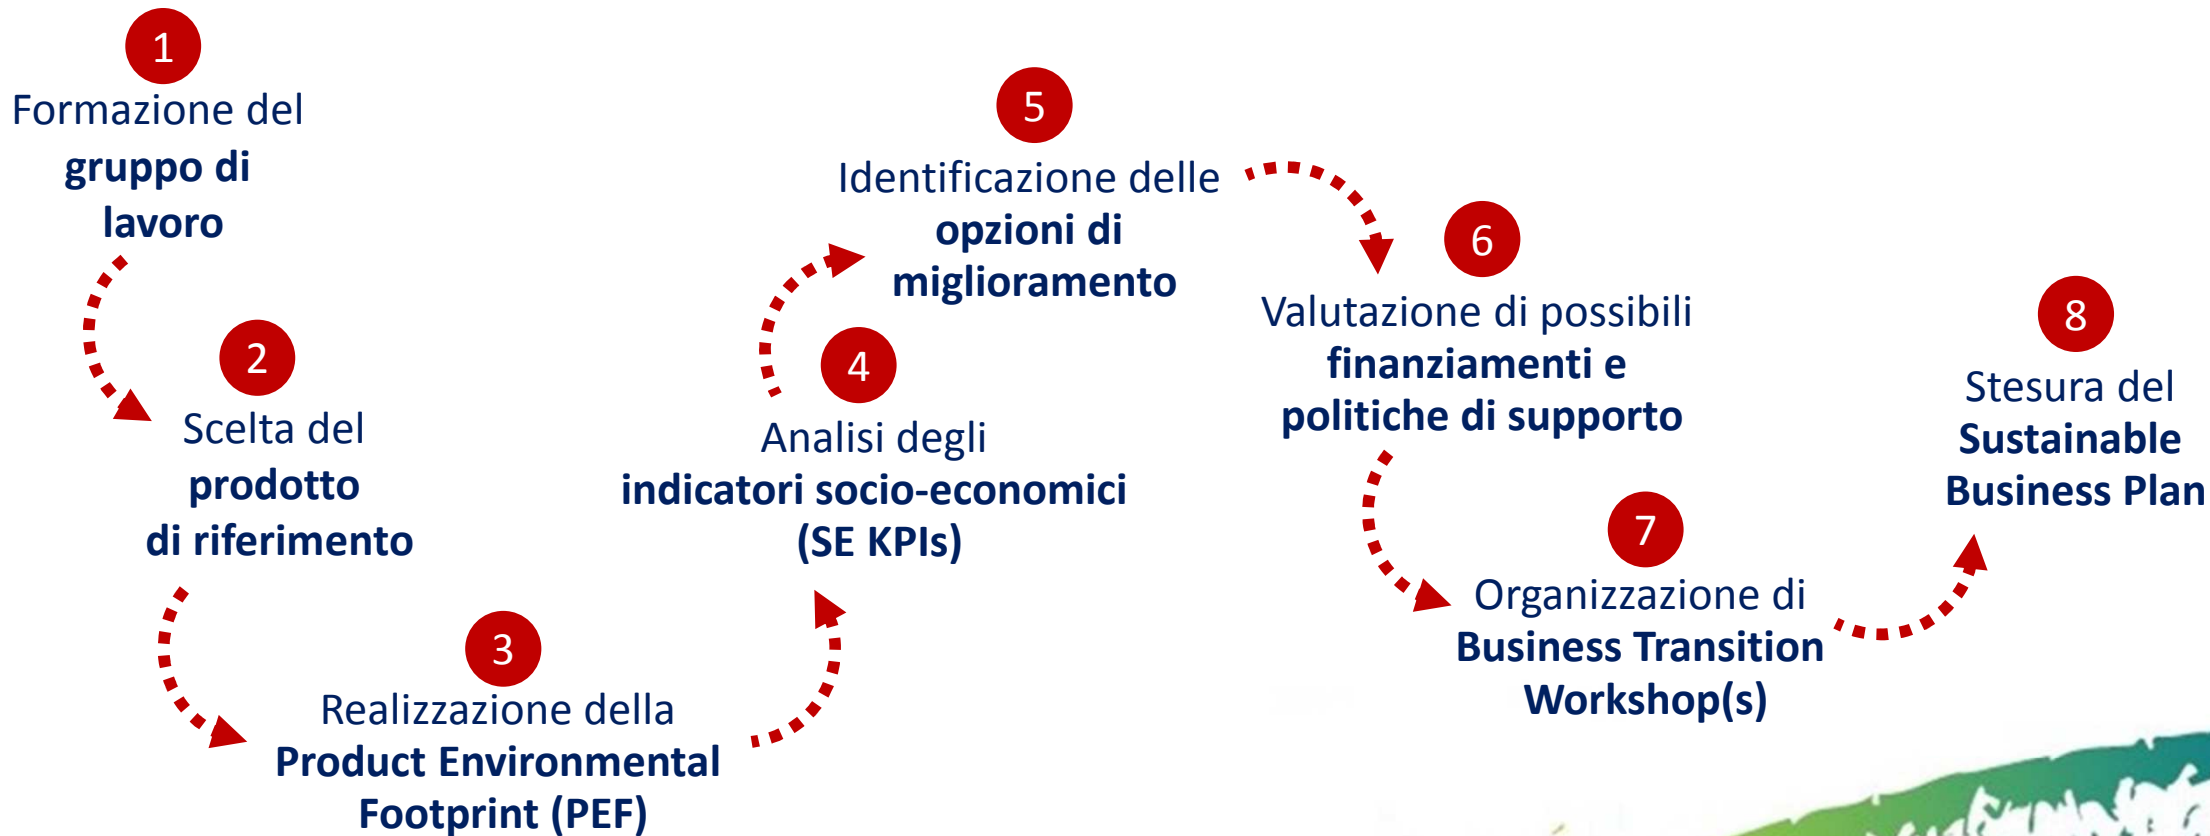 1
Formazione del
gruppo di
lavoro
2
Scelta del
prodotto
di riferimento
3
Realizzazione della
Product Environmental
Footprint (PEF)
4
Analisi degli
indicatori socio-economici
(SE KPIs)
5
Identificazione delle
opzioni di
miglioramento
6
Valutazione di possibili
finanziamenti e
politiche di supporto
7
Organizzazione di
Business Transition
Workshop(s)
8
Stesura del
Sustainable
Business Plan